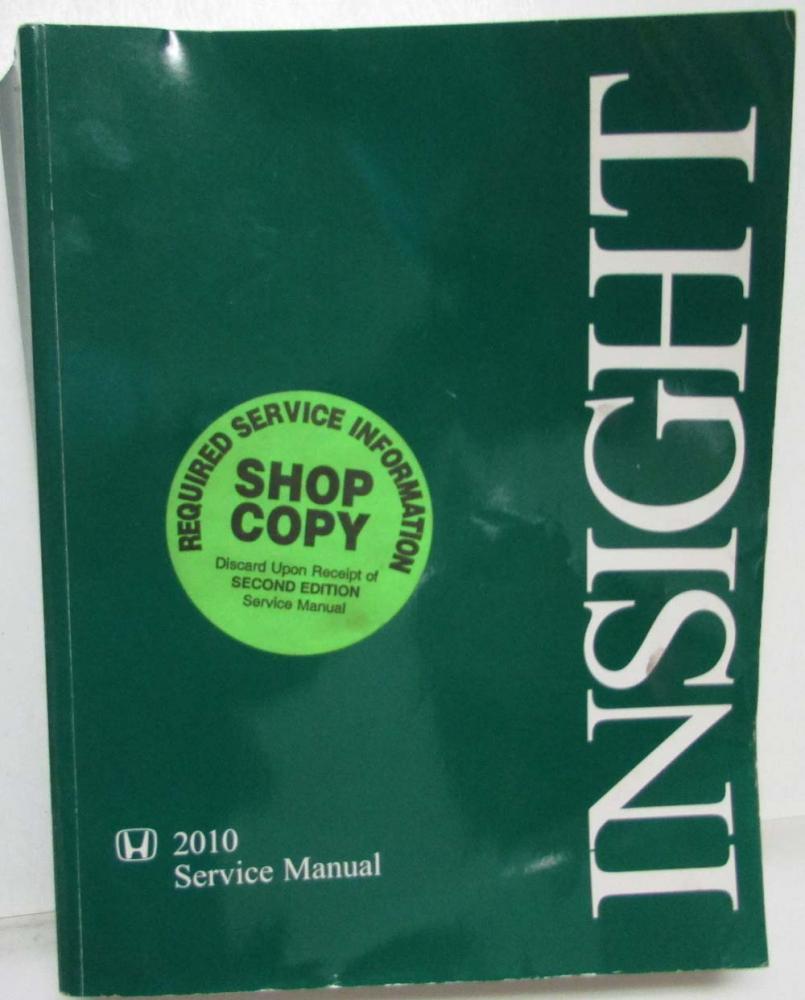 INSIGHT
REQUIRED SERVICE INFORMATION
SHOP
COPY
Discard Upon Receipt of
SECOND EDITION
Service Manual
2010
Service Manual